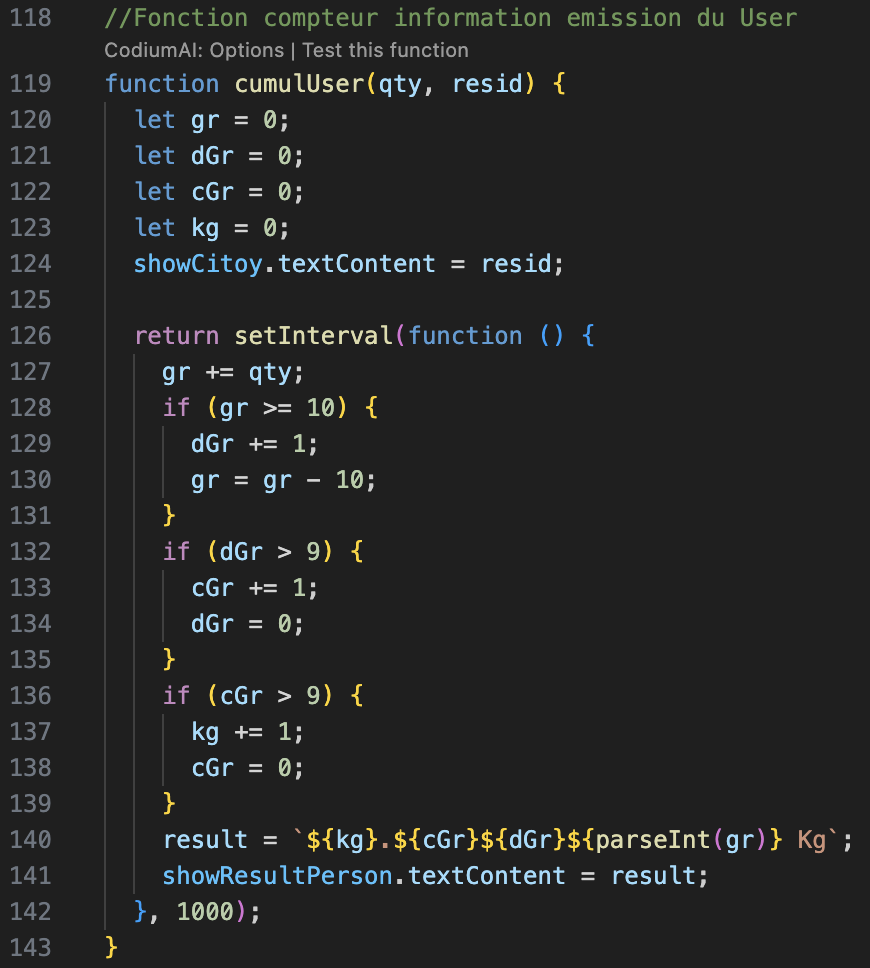 118 //Fonction compteur information emission du User
CodiumAI: Options | Test this function
119 function cumulUser(qty, resid) {
120 let gr = 0;
121 let dGr = 0;
122 let cGr = 0;
123 let kg = 0;
124 showCitoy.textContent = resid;
125
126 return setInterval(function () {
127 gr += qty;
128 if (gr >= 10) {
129 dGr += 1;
130 gr = gr - 10;
131 }
132 if (dGr > 9) {
133 cGr += 1;
134 dGr = 0;
135 }
136 if (cGr > 9) {
137 kg += 1;
138 cGr = 0;
139 }
140 result = `${kg}.${cGr}${dGr}${parseInt(gr)} Kg`;
141 showResultPerson.textContent = result;
142 }, 1000);
143 }